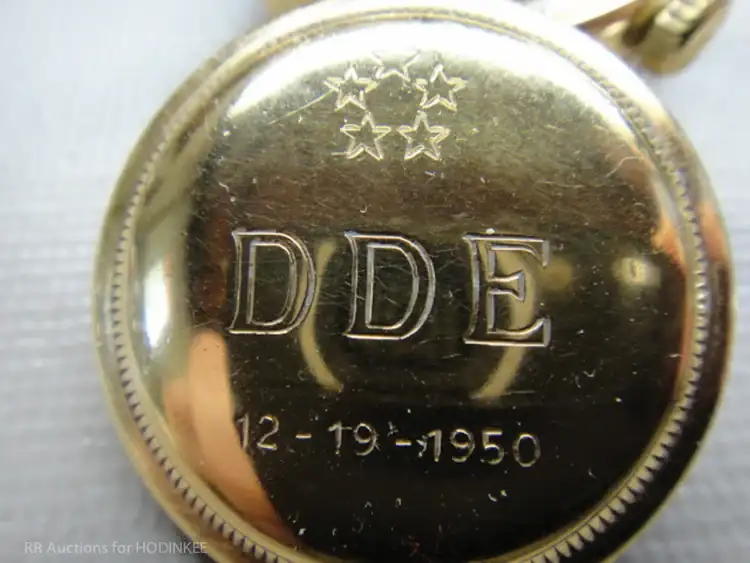 DDE
12-19-1950
RR Auctions for HODINKEE